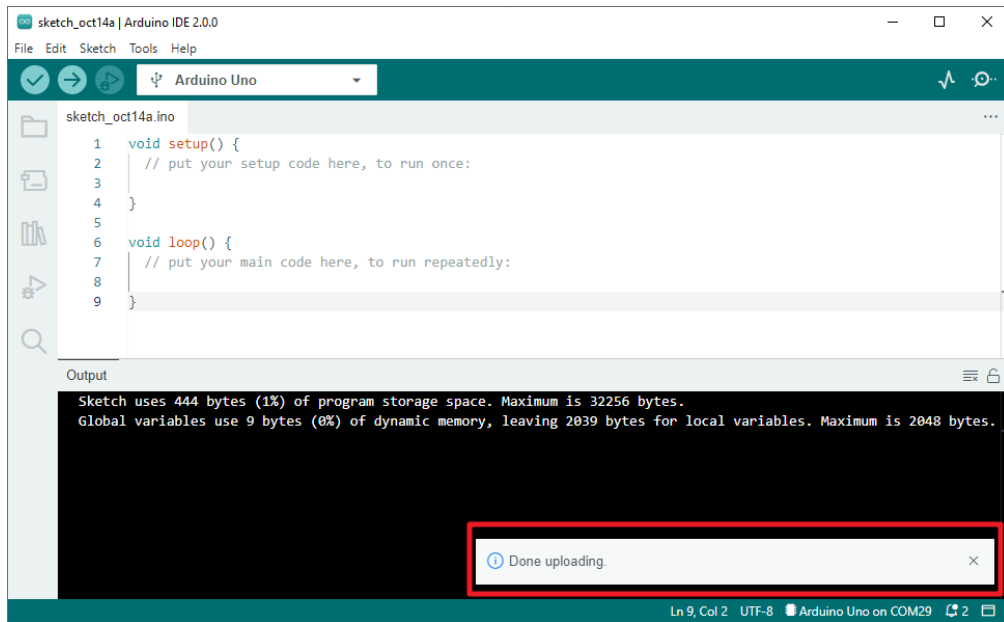 sketch_oct14a | Arduino IDE 2.0.0
File Edit Sketch Tools Help
Arduino Uno
sketch_oct14a.ino
1 void setup() {
2 // put your setup code here, to run once:
3
4 }
5
6 void loop() {
7 // put your main code here, to run repeatedly:
8
9 }
Output
Sketch uses 444 bytes (1%) of program storage space. Maximum is 32256 bytes.
Global variables use 9 bytes (0%) of dynamic memory, leaving 2039 bytes for local variables. Maximum is 2048 bytes.
Done uploading.
Ln 9, Col 2 UTF-8 Arduino Uno on COM29 2